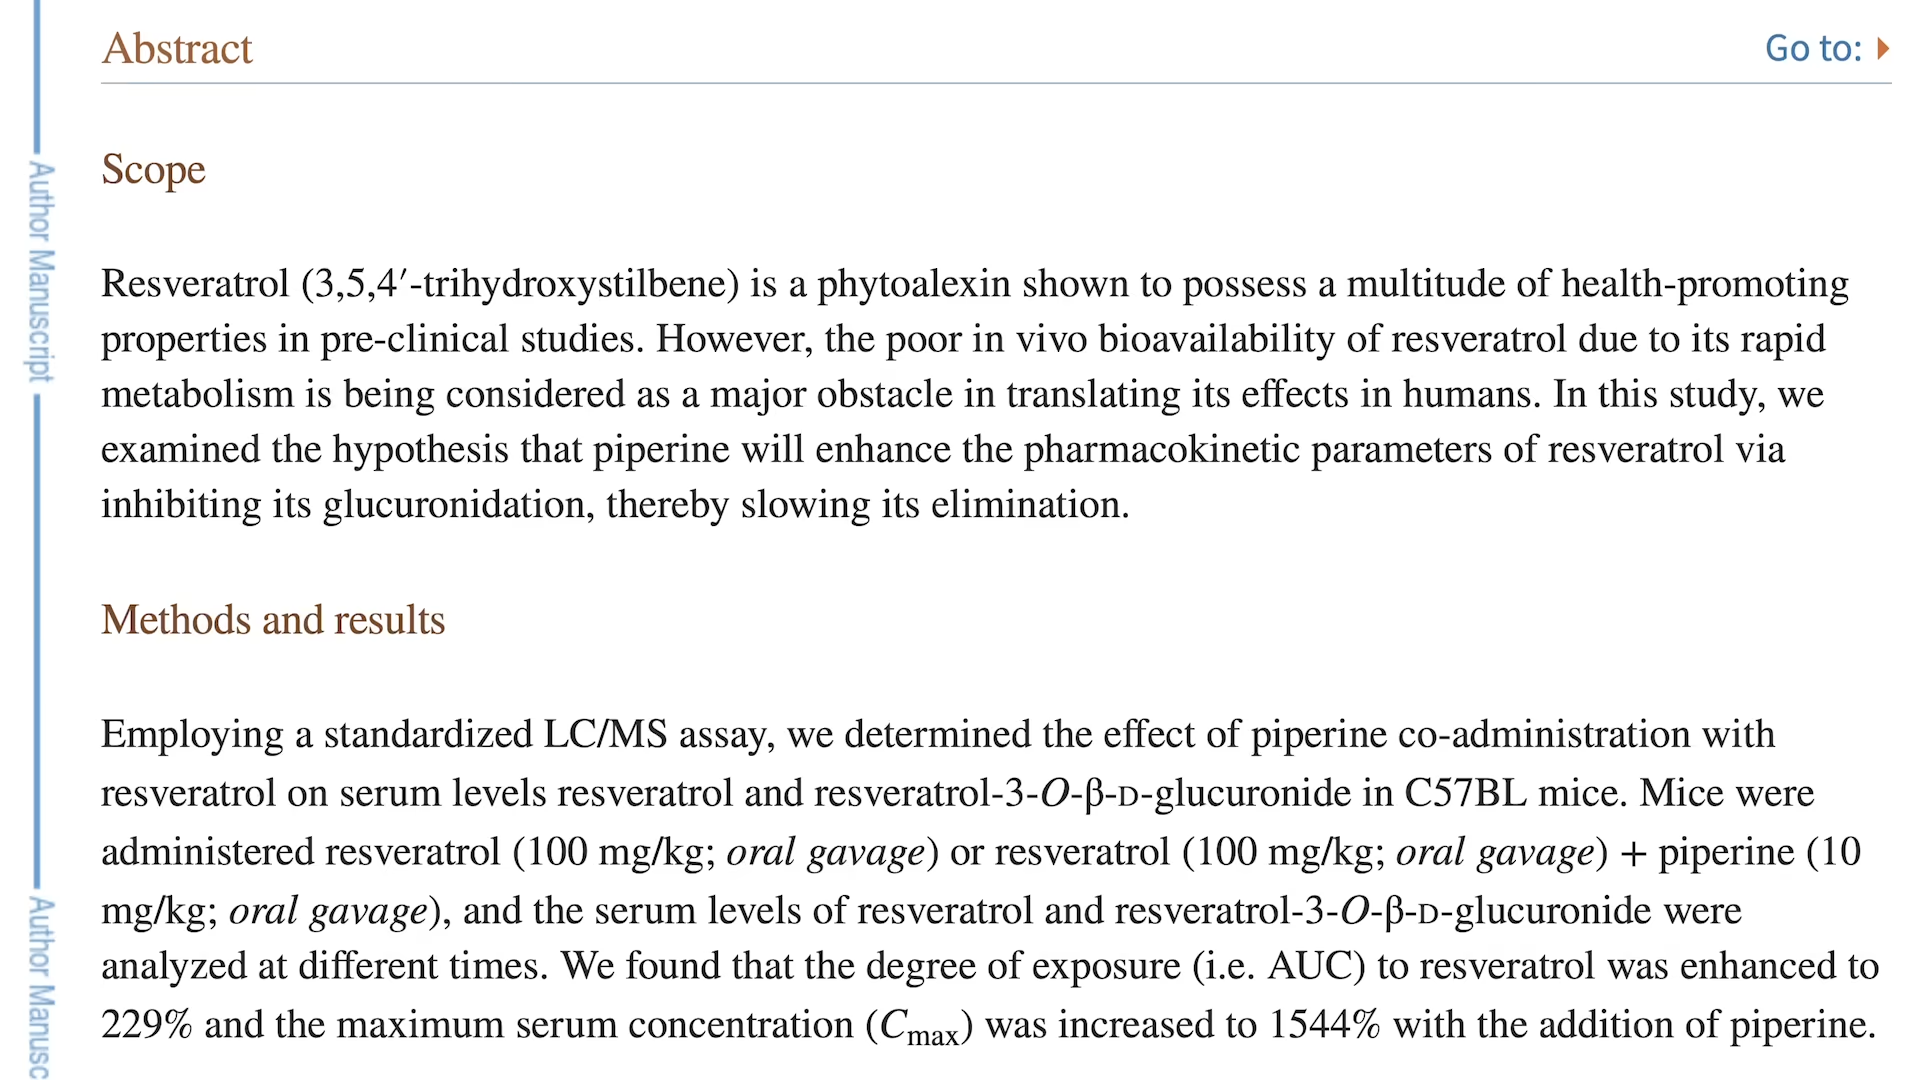 Abstract
Go to:
Scope
Resveratrol (3,5,4′-trihydroxystilbene) is a phytoalexin shown to possess a multitude of health-promoting
properties in pre-clinical studies. However, the poor in vivo bioavailability of resveratrol due to its rapid
metabolism is being considered as a major obstacle in translating its effects in humans. In this study, we
examined the hypothesis that piperine will enhance the pharmacokinetic parameters of resveratrol via
inhibiting its glucuronidation, thereby slowing its elimination.
Methods and results
Employing a standardized LC/MS assay, we determined the effect of piperine co-administration with
resveratrol on serum levels resveratrol and resveratrol-3-O-β-D-glucuronide in C57BL mice. Mice were
administered resveratrol (100 mg/kg; oral gavage) or resveratrol (100 mg/kg; oral gavage) + piperine (10
mg/kg; oral gavage), and the serum levels of resveratrol and resveratrol-3-O-β-D-glucuronide were
analyzed at different times. We found that the degree of exposure (i.e. AUC) to resveratrol was enhanced to
229% and the maximum serum concentration (Cmax) was increased to 1544% with the addition of piperine.
Author Manuscript
Author Manusc